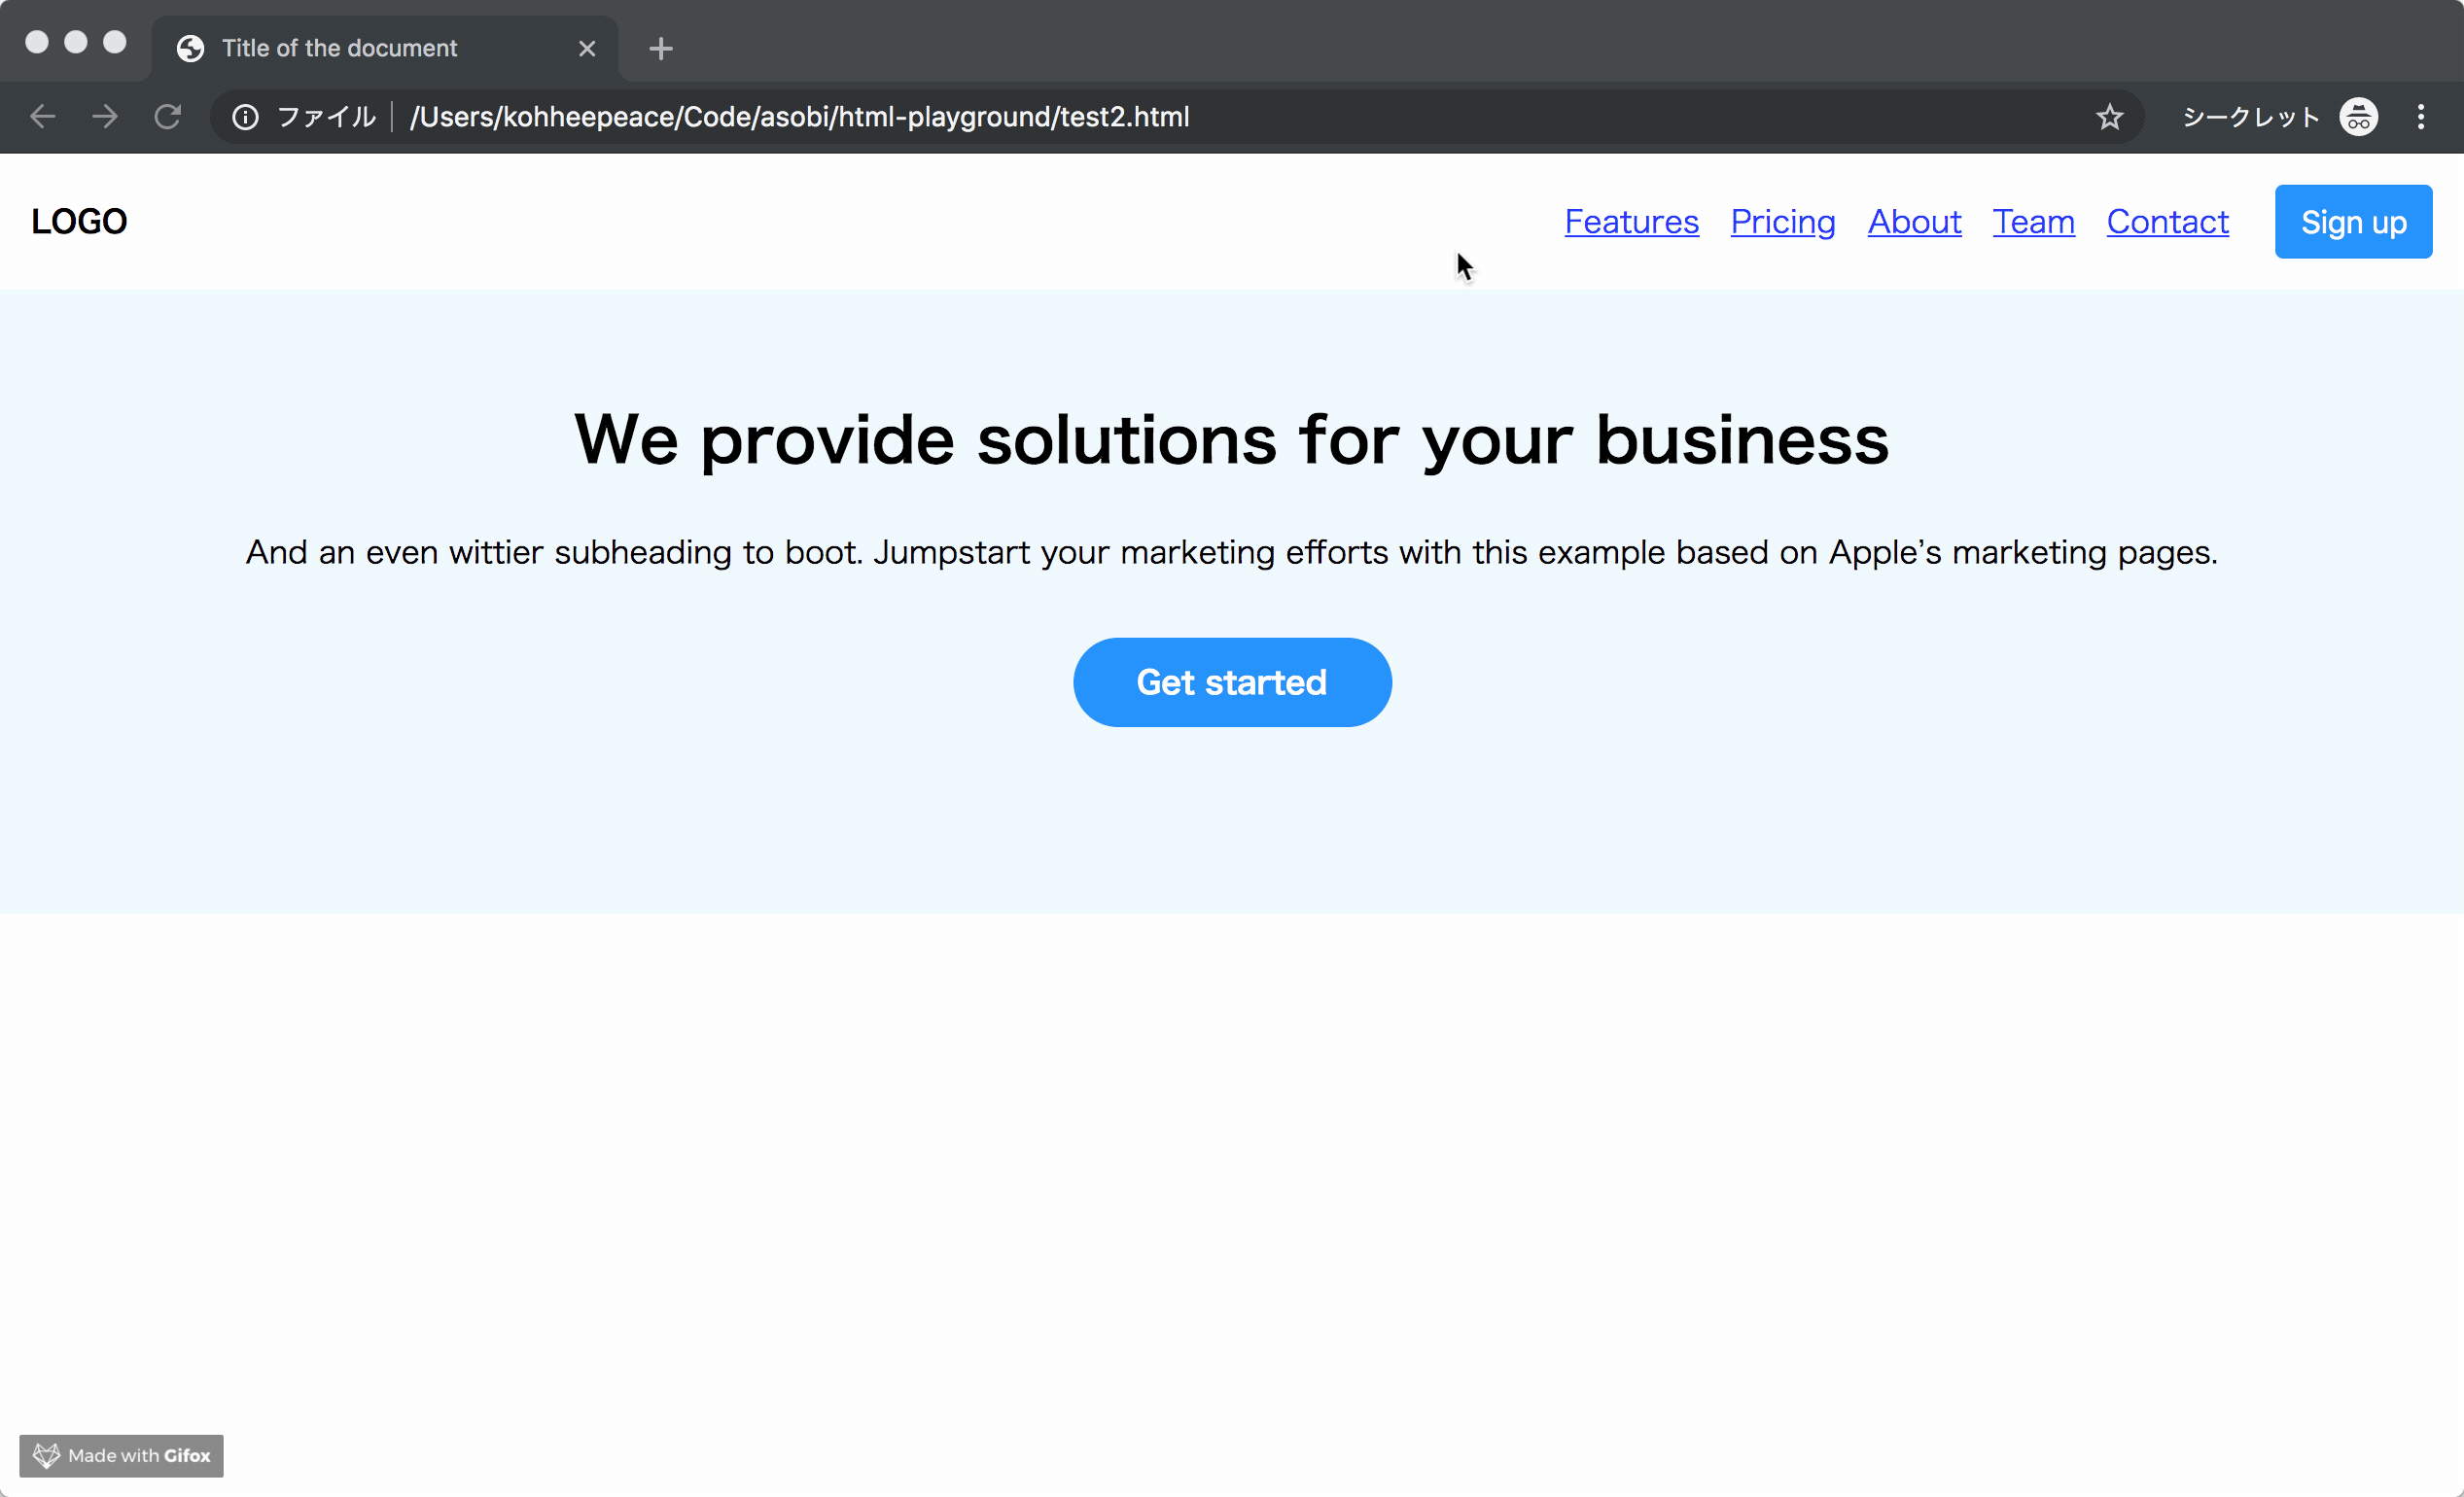 Title of the document
ファイル /Users/kohheepeace/Code/asobi/html-playground/test2.html シークレット
LOGO Features Pricing About Team Contact Sign up
We provide solutions for your business
And an even wittier subheading to boot. Jumpstart your marketing efforts with this example based on Apple’s marketing pages.
Get started
Made with Gifox